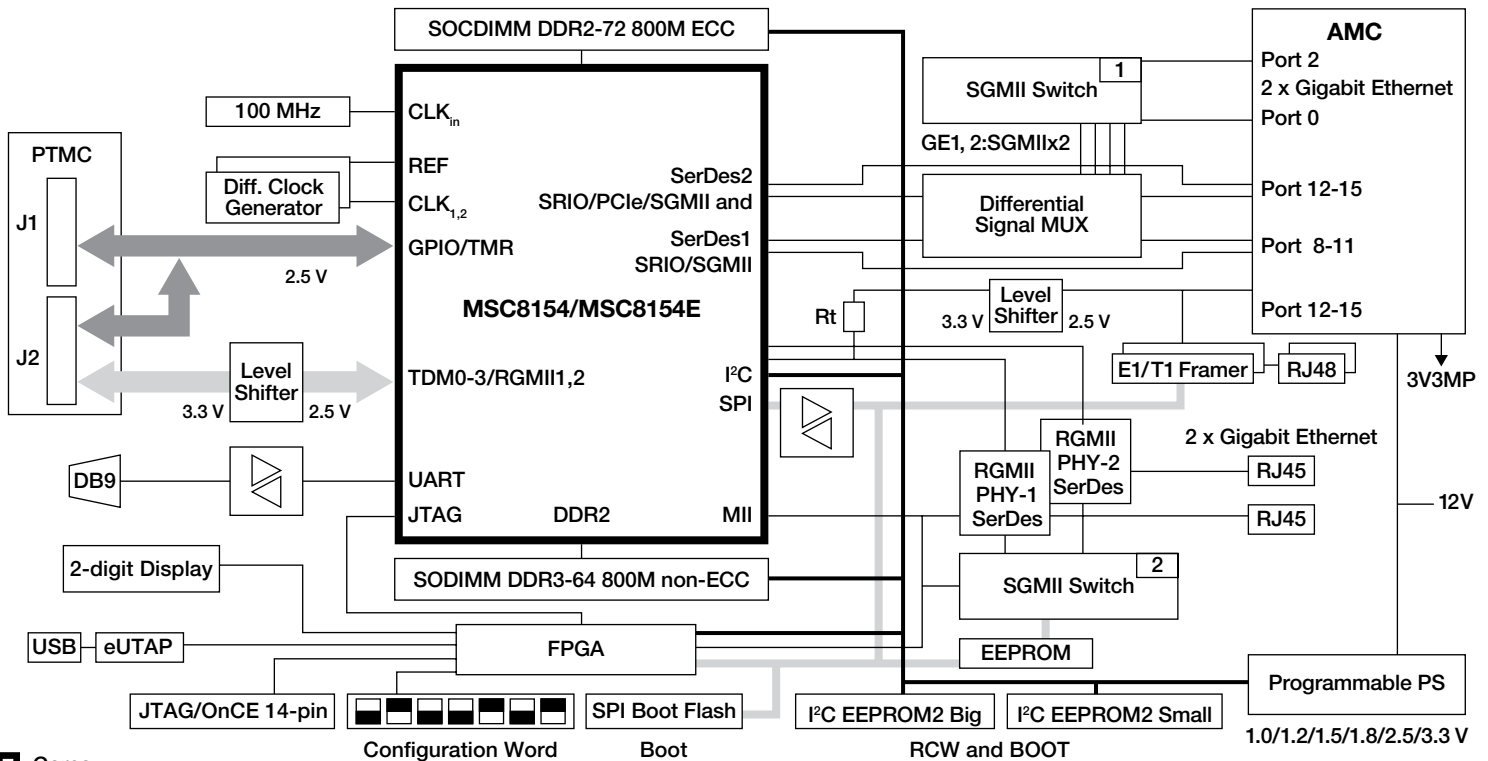 SOCDIMM DDR2-72 800M ECC
AMC
Port 2
2 x Gigabit Ethernet
Port 0
Port 12-15
Port 8-11
Port 12-15
1
SGMII Switch
GE1, 2:SGMIIx2
Differential
Signal MUX
100 MHz
CLKin
PTMC
J1
J2
REF
Diff. Clock
Generator
CLK1,2
GPIO/TMR
2.5 V
SerDes2
SRIO/PCIe/SGMII and
SerDes1
SRIO/SGMII
MSC8154/MSC8154E
Rt
3.3 V
Level
Shifter
2.5 V
E1/T1 Framer
RJ48
3V3MP
Level
Shifter
3.3 V
2.5 V
TDM0-3/RGMII1,2
I²C
SPI
RGMII
PHY-1
SerDes
RGMII
PHY-2
SerDes
2 x Gigabit Ethernet
RJ45
RJ45
12V
DB9
UART
JTAG
DDR2
MII
2-digit Display
SODIMM DDR3-64 800M non-ECC
2
SGMII Switch
USB
eUTAP
FPGA
EEPROM
Programmable PS
JTAG/OnCE 14-pin
SPI Boot Flash
I²C EEPROM2 Big
I²C EEPROM2 Small
1.0/1.2/1.5/1.8/2.5/3.3 V
Configuration Word
Boot
RCW and BOOT